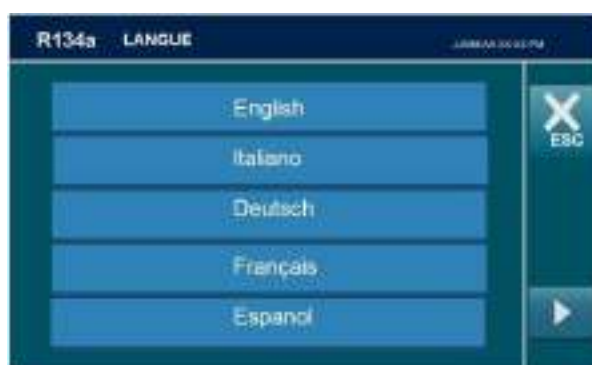 R134a LANGUE
English
Italiano
ESC
Deutsch
Français
Espanol